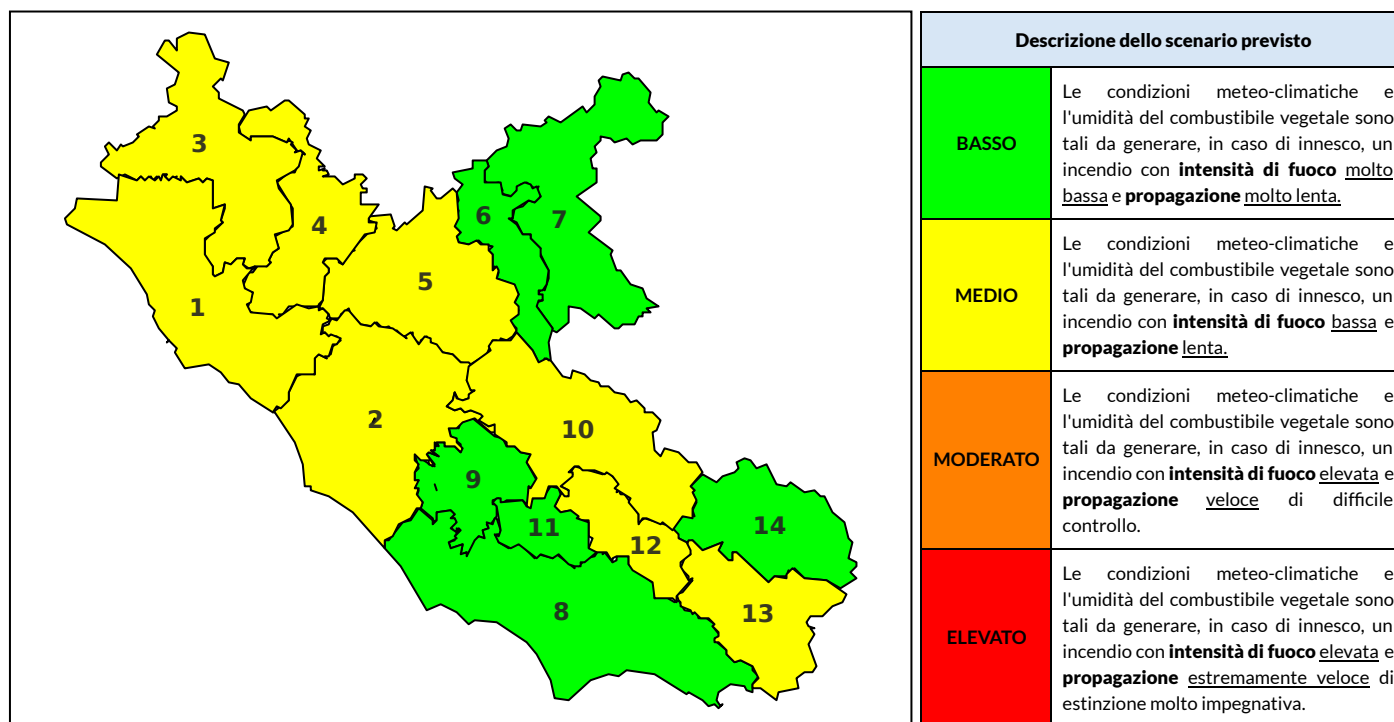 3
4
6
7
5
1
2
10
9
11
14
12
8
13
Descrizione dello scenario previsto
BASSO
Le condizioni meteo-climatiche e
l'umidità del combustibile vegetale sono
tali da generare, in caso di innesco, un
incendio con intensità di fuoco molto
bassa e propagazione molto lenta.
MEDIO
Le condizioni meteo-climatiche e
l'umidità del combustibile vegetale sono
tali da generare, in caso di innesco, un
incendio con intensità di fuoco bassa e
propagazione lenta.
MODERATO
Le condizioni meteo-climatiche e
l'umidità del combustibile vegetale sono
tali da generare, in caso di innesco, un
incendio con intensità di fuoco elevata e
propagazione veloce di difficile
controllo.
ELEVATO
Le condizioni meteo-climatiche e
l'umidità del combustibile vegetale sono
tali da generare, in caso di innesco, un
incendio con intensità di fuoco elevata e
propagazione estremamente veloce di
estinzione molto impegnativa.